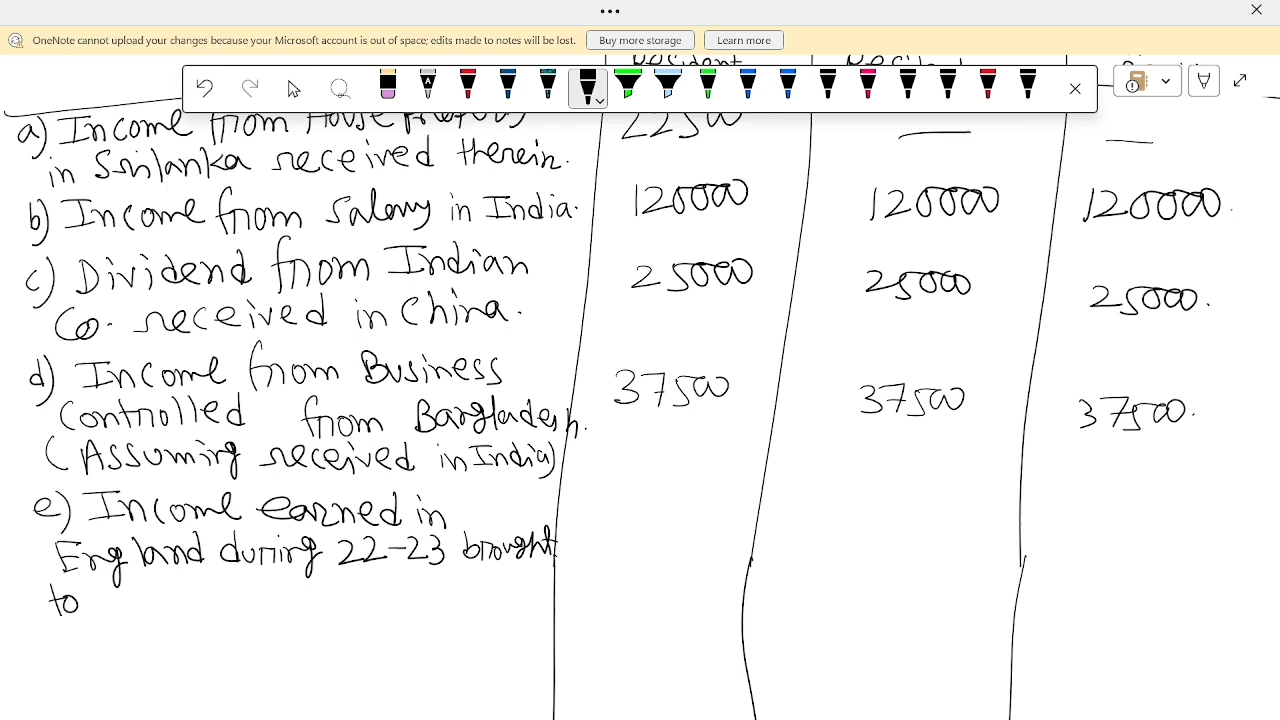 OneNote cannot upload your changes because your Microsoft account is out of space; edits made to notes will be lost. Buy more storage Learn more
a) Income from House 22500
in Srilanka received therein.
b) Income from salary in India. 120000 120000 120000.
c) Dividend from Indian 25000 25000 25000.
Co. received in China.
d) Income from Business 37500 37500 37500.
Controlled from Bangladesh.
(Assuming received in India)
e) Income earned in
England during 22-23 brought
to